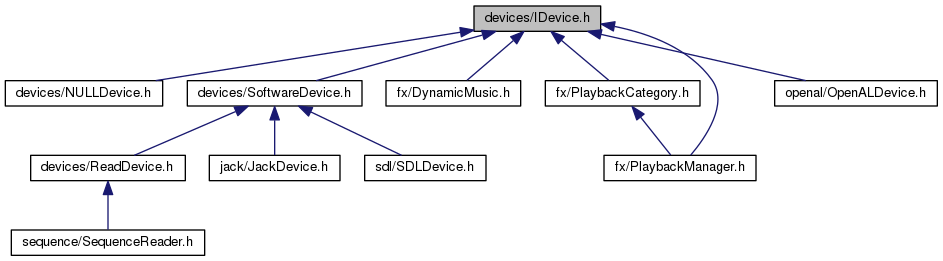 devices/IDevice.h
devices/NULLDevice.h
devices/SoftwareDevice.h
fx/DynamicMusic.h
fx/PlaybackCategory.h
openal/OpenALDevice.h
devices/ReadDevice.h
jack/JackDevice.h
sdl/SDLDevice.h
fx/PlaybackManager.h
sequence/SequenceReader.h